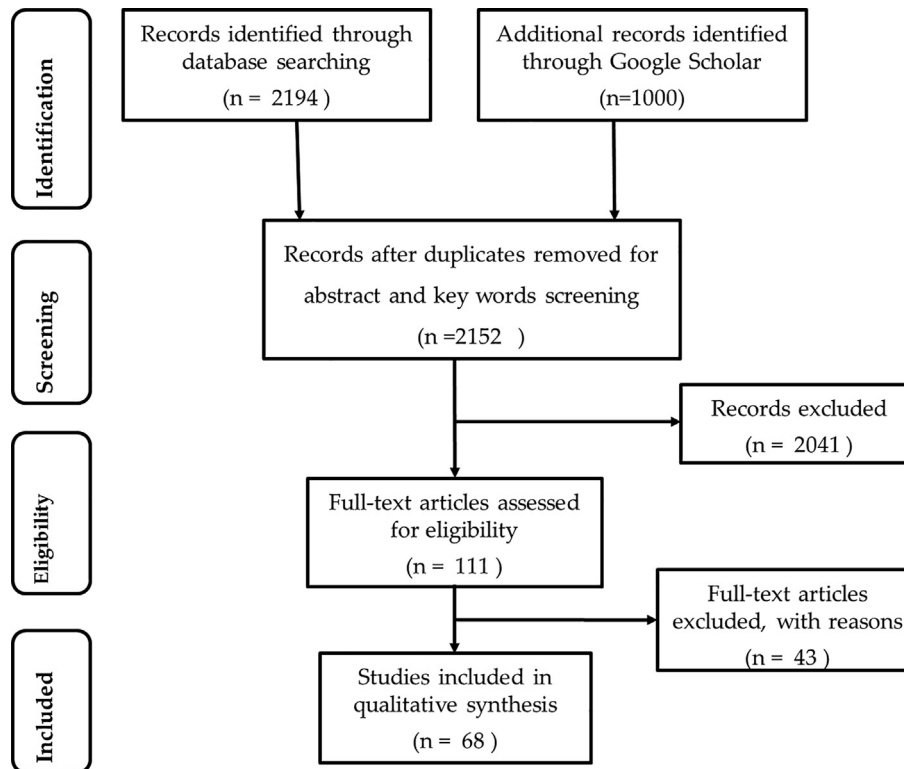 Identification
Records identified through
database searching
(n = 2194 )
Additional records identified
through Google Scholar
(n=1000)
Screening
Records after duplicates removed for
abstract and key words screening
(n =2152 )
Records excluded
(n = 2041 )
Eligibility
Full-text articles assessed
for eligibility
(n = 111 )
Full-text articles
excluded, with reasons
(n = 43 )
Included
Studies included in
qualitative synthesis
(n = 68 )